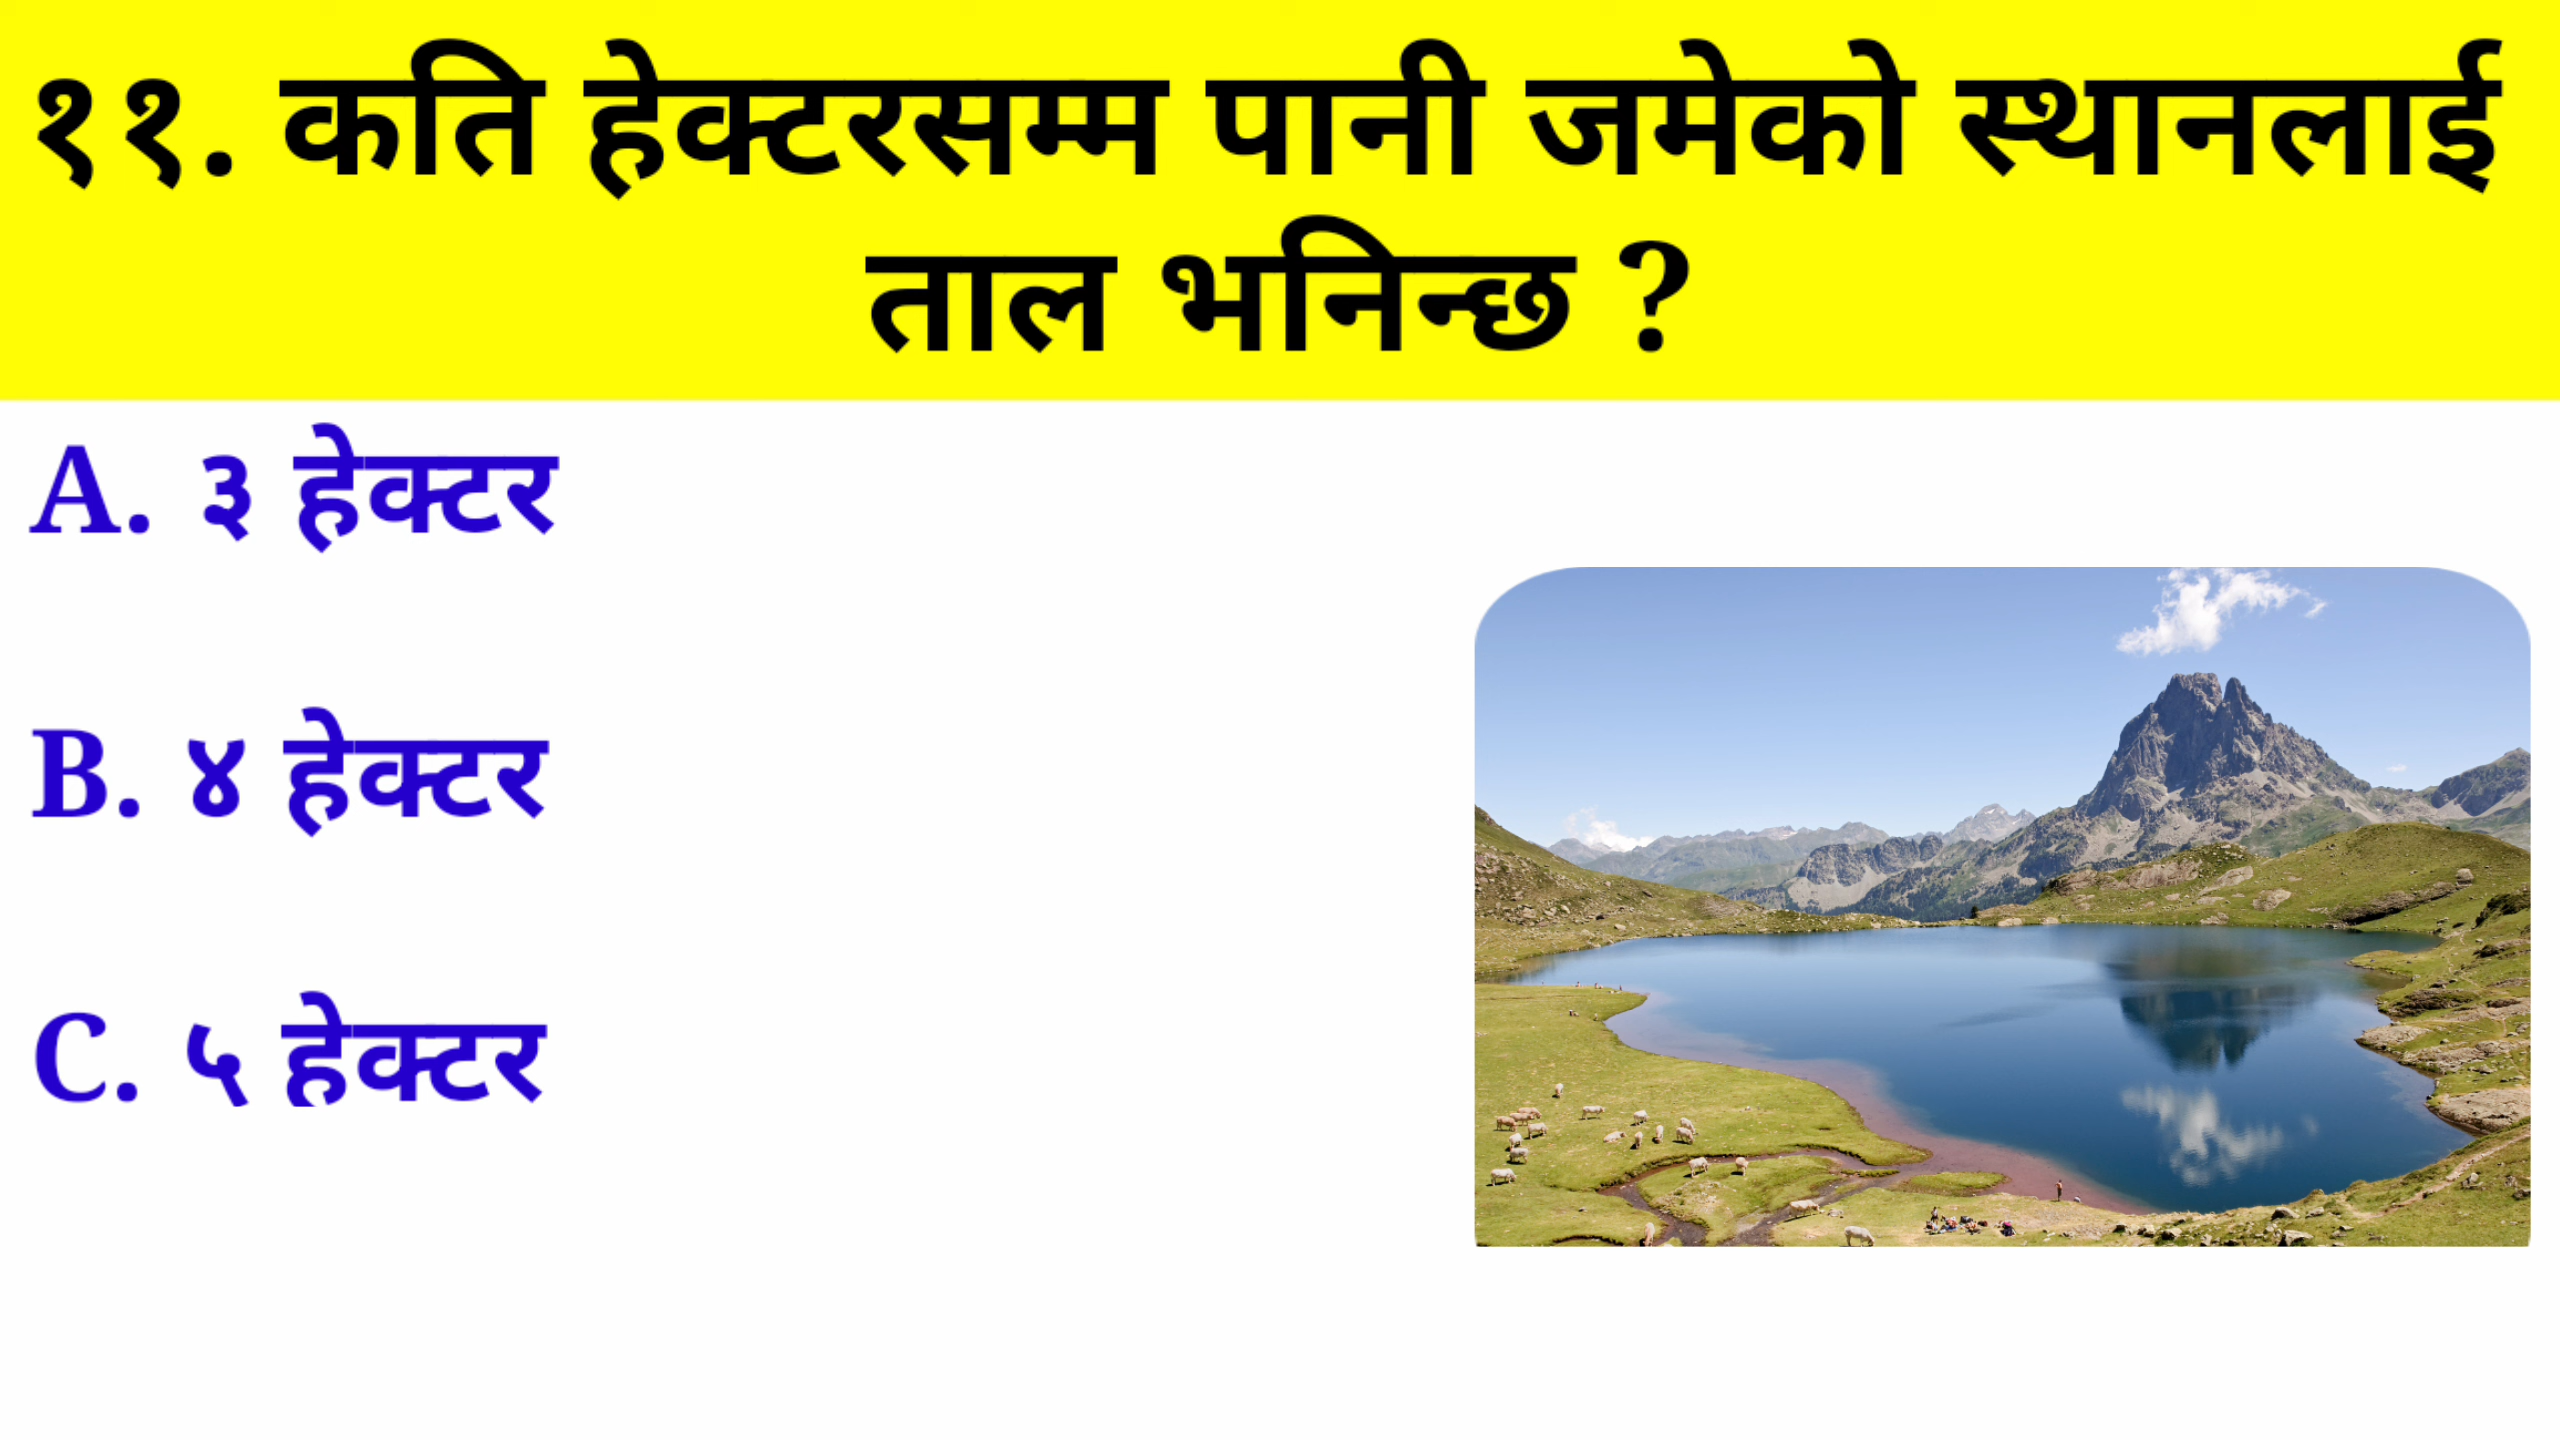 ११. कति हेक्टरसम्म पानी जमेको स्थानलाई
ताल भनिन्छ ?
A. ३ हेक्टर
B. ४ हेक्टर
C. ५ हेक्टर